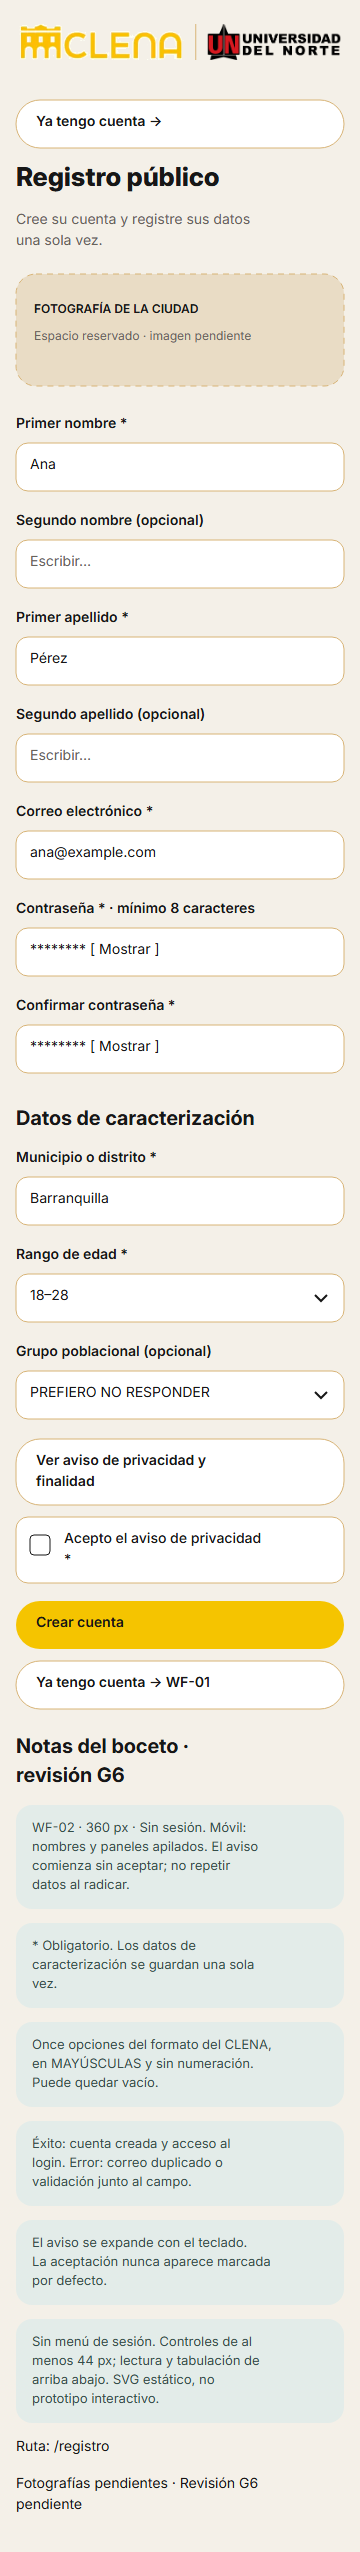 CLENA
UN UNIVERSIDAD
DEL NORTE
Ya tengo cuenta →
Registro público
Cree su cuenta y registre sus datos
una sola vez.
FOTOGRAFÍA DE LA CIUDAD
Espacio reservado · imagen pendiente
Primer nombre *
Ana
Segundo nombre (opcional)
Escribir...
Primer apellido *
Pérez
Segundo apellido (opcional)
Escribir...
Correo electrónico *
ana@example.com
Contraseña * · mínimo 8 caracteres
******** [ Mostrar ]
Confirmar contraseña *
******** [ Mostrar ]
Datos de caracterización
Municipio o distrito *
Barranquilla
Rango de edad *
18–28
Grupo poblacional (opcional)
PREFIERO NO RESPONDER
Ver aviso de privacidad y
finalidad
Acepto el aviso de privacidad
*
Crear cuenta
Ya tengo cuenta → WF-01
Notas del boceto ·
revisión G6
WF-02 · 360 px · Sin sesión. Móvil:
nombres y paneles apilados. El aviso
comienza sin aceptar; no repetir
datos al radicar.
* Obligatorio. Los datos de
caracterización se guardan una sola
vez.
Once opciones del formato del CLENA,
en MAYÚSCULAS y sin numeración.
Puede quedar vacío.
Éxito: cuenta creada y acceso al
login. Error: correo duplicado o
validación junto al campo.
El aviso se expande con el teclado.
La aceptación nunca aparece marcada
por defecto.
Sin menú de sesión. Controles de al
menos 44 px; lectura y tabulación de
arriba abajo. SVG estático, no
prototipo interactivo.
Ruta: /registro
Fotografías pendientes · Revisión G6
pendiente